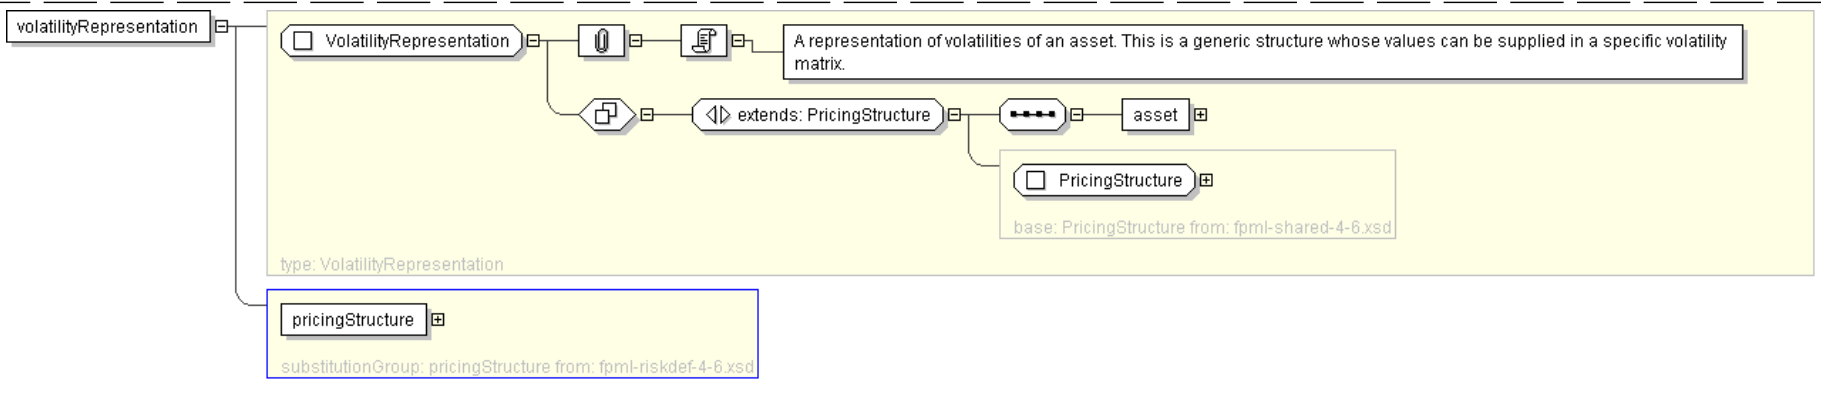 volatilityRepresentation
VolatilityRepresentation
A representation of volatilities of an asset. This is a generic structure whose values can be supplied in a specific volatility
matrix.
extends: PricingStructure
asset
PricingStructure
base: PricingStructure from: fpml-shared-4-6.xsd
type: VolatilityRepresentation
pricingStructure
substitutionGroup: pricingStructure from: fpml-riskdef-4-6.xsd